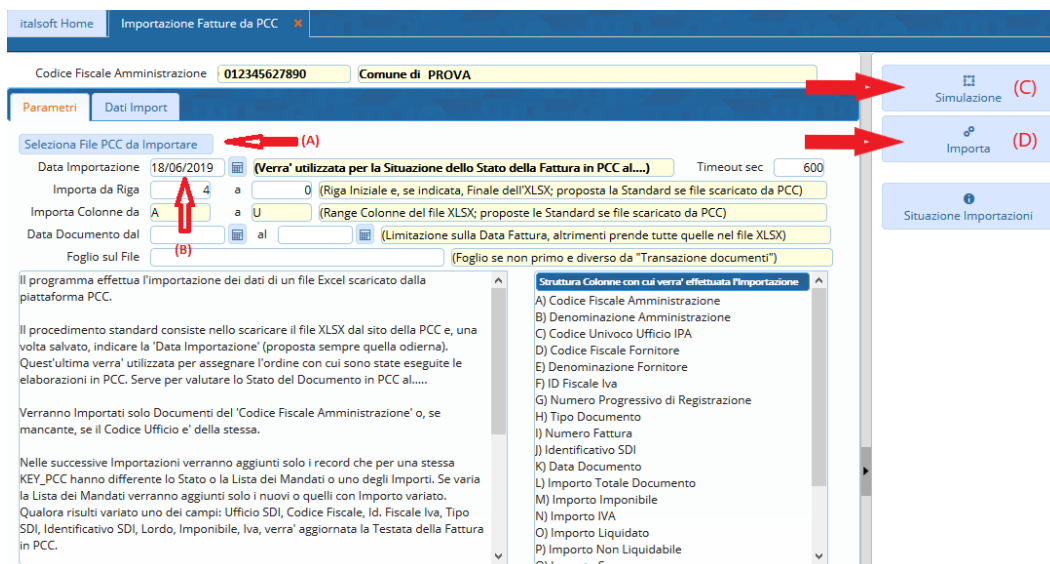 italsoft Home
Importazione Fatture da PCC ×
Codice Fiscale Amministrazione 012345627890 Comune di PROVA
Parametri
Dati Import
Seleziona File PCC da Importare (A)
Data Importazione 18/06/2019 (Verra' utilizzata per la Situazione dello Stato della Fattura in PCC al....) Timeout sec 600
Importa da Riga 4 a 0 (Riga Iniziale e, se indicata, Finale dell'XLSX; proposta la Standard se file scaricato da PCC)
Importa Colonne da A a U (Range Colonne del file XLSX; proposte le Standard se file scaricato da PCC)
Data Documento dal al (Limitazione sulla Data Fattura, altrimenti prende tutte quelle nel file XLSX)
(B)
Foglio sul File (Foglio se non primo e diverso da "Transazione documenti")
Il programma effettua l'importazione dei dati di un file Excel scaricato dalla
piattaforma PCC.
Il procedimento standard consiste nello scaricare il file XLSX dal sito della PCC e, una
volta salvato, indicare la 'Data Importazione' (proposta sempre quella odierna).
Quest'ultima verra' utilizzata per assegnare l'ordine con cui sono state eseguite le
elaborazioni in PCC. Serve per valutare lo Stato del Documento in PCC al.....
Verranno Importati solo Documenti del 'Codice Fiscale Amministrazione' o, se
mancante, se il Codice Ufficio e' della stessa.
Nelle successive Importazioni verranno aggiunti solo i record che per una stessa
KEY_PCC hanno differente lo Stato o la Lista dei Mandati o uno degli Importi. Se varia
la Lista dei Mandati verranno aggiunti solo i nuovi o quelli con Importo variato.
Qualora risulti variato uno dei campi: Ufficio SDI, Codice Fiscale, Id. Fiscale Iva, Tipo
SDI, Identificativo SDI, Lordo, Imponibile, Iva, verra' aggiornata la Testata della Fattura
in PCC.
Struttura Colonne con cui verra' effettuata l'Importazione
A) Codice Fiscale Amministrazione
B) Denominazione Amministrazione
C) Codice Univoco Ufficio IPA
D) Codice Fiscale Fornitore
E) Denominazione Fornitore
F) ID Fiscale Iva
G) Numero Progressivo di Registrazione
H) Tipo Documento
I) Numero Fattura
J) Identificativo SDI
K) Data Documento
L) Importo Totale Documento
M) Importo Imponibile
N) Importo IVA
O) Importo Liquidato
P) Importo Non Liquidabile
Simulazione (C)
Importa (D)
Situazione Importazioni